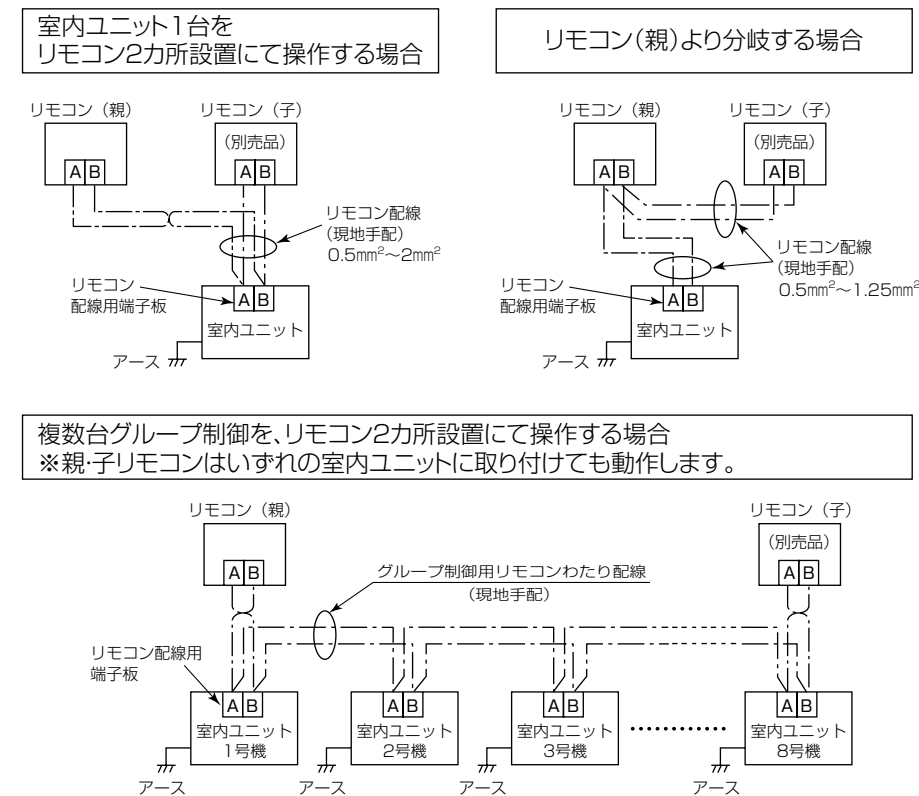 室内ユニット1台を
リモコン2カ所設置にて操作する場合
リモコン（親） リモコン（子）
（別売品）
A B A B
リモコン配線
（現地手配）
0.5mm²～2mm²
リモコン
配線用端子板
A B
室内ユニット
アース
リモコン（親）より分岐する場合
リモコン（親） リモコン（子）
（別売品）
A B A B
リモコン配線
（現地手配）
0.5mm²～1.25mm²
リモコン
配線用端子板
A B
室内ユニット
アース
複数台グループ制御を、リモコン2カ所設置にて操作する場合
※親・子リモコンはいずれの室内ユニットに取り付けても動作します。
リモコン（親） リモコン（子）
（別売品）
A B A B
グループ制御用リモコンわたり配線
（現地手配）
リモコン配線用
端子板
A B A B A B A B
室内ユニット 室内ユニット 室内ユニット 室内ユニット
1号機 2号機 3号機 8号機
アース アース アース アース